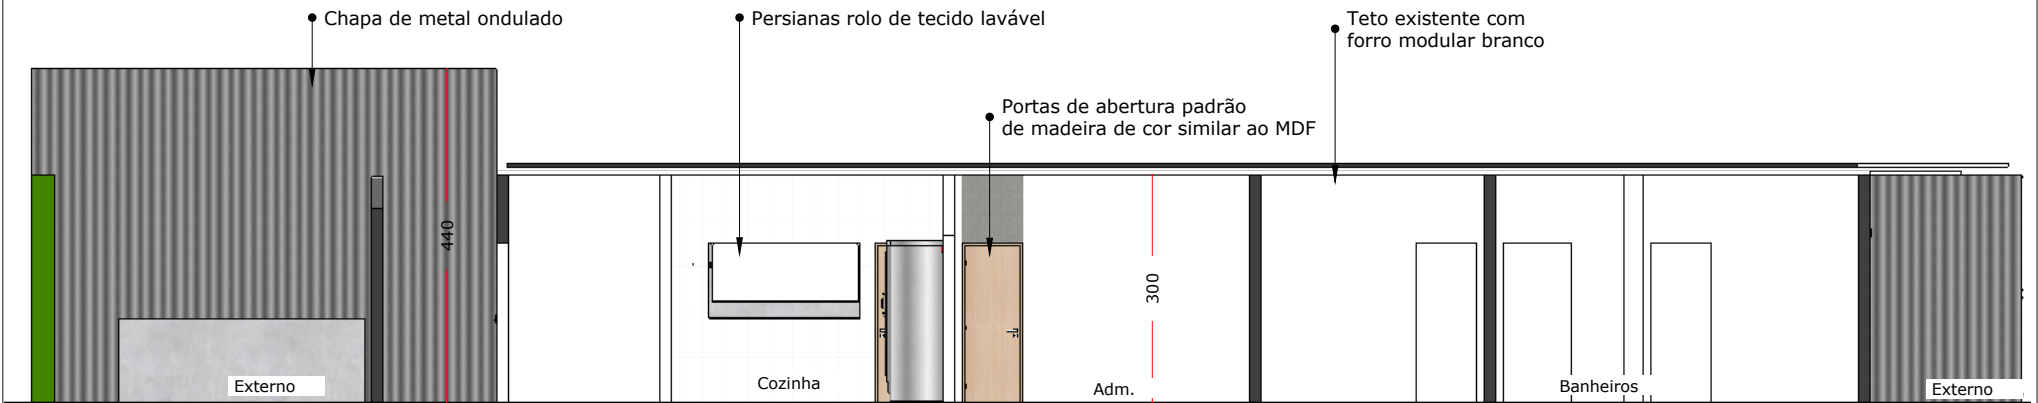 Chapa de metal ondulado
Persianas rolo de tecido lavável
Teto existente com
forro modular branco
Portas de abertura padrão
de madeira de cor similar ao MDF
440
300
Externo
Cozinha
Adm.
Banheiros
Externo